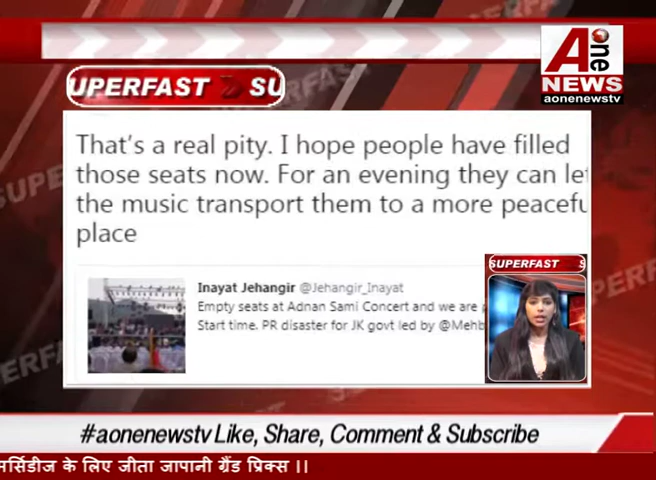 A one
NEWS
aonenewstv
UPERFAST >> SU
That's a real pity. I hope people have filled
those seats now. For an evening they can let
the music transport them to a more peacefu
place
SUPERFAST S
Inayat Jehangir @Jehangir_Inayat
Empty seats at Adnan Sami Concert and we are p
Start time. PR disaster for JK govt led by @Mehb
#aonenewstv Like, Share, Comment & Subscribe
मर्सिडीज के लिए जीता जापानी ग्रैंड प्रिक्स ।।